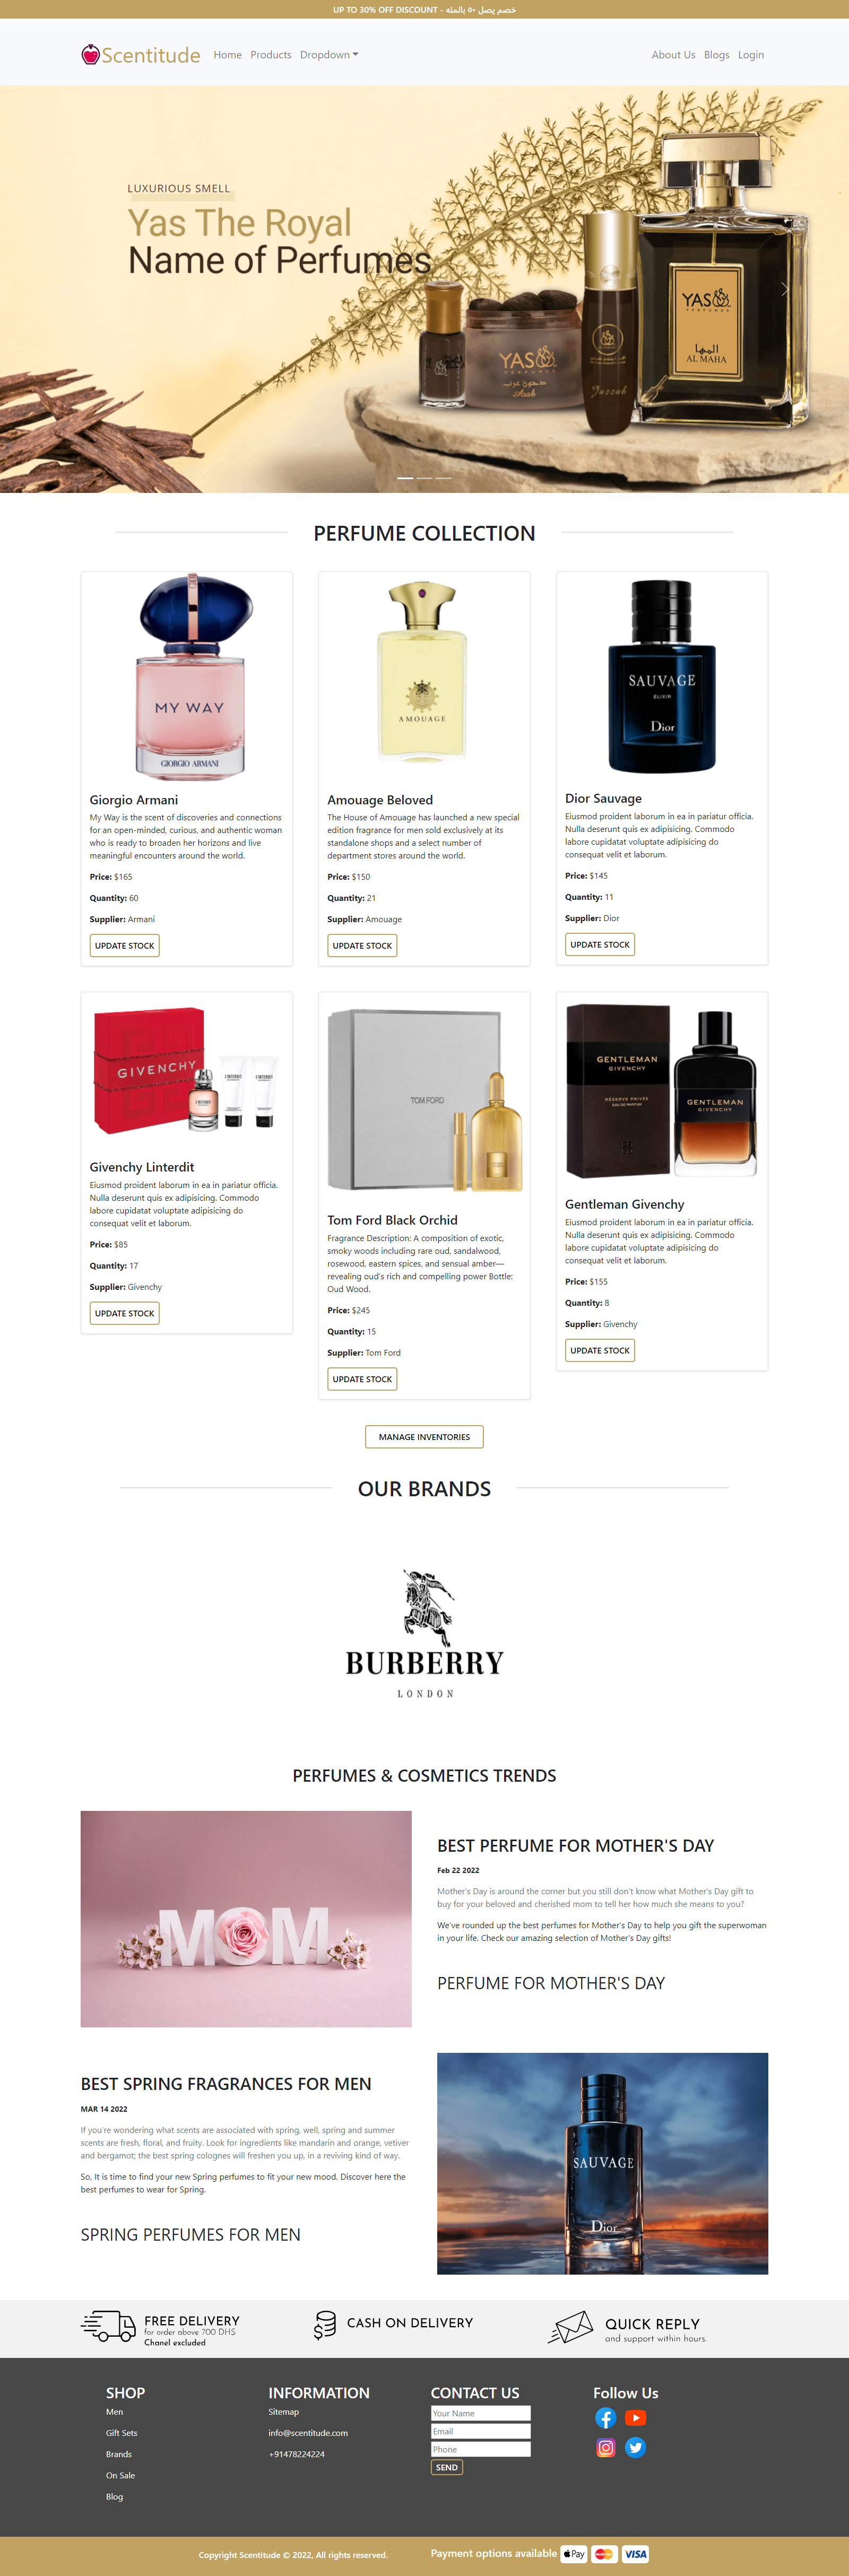 UP TO 30% OFF DISCOUNT - خصم يصل ٥٠ بالمئه
Scentitude Home Products Dropdown About Us Blogs Login
LUXURIOUS SMELL
Yas The Royal
Name of Perfumes
YAS
PERFUMES
المها
AL MAHA
YAS
PERFUMES
دخون عرب
Arab
Jazzab
PERFUME COLLECTION
MY WAY
GIORGIO ARMANI
Giorgio Armani
My Way is the scent of discoveries and connections
for an open-minded, curious, and authentic woman
who is ready to broaden her horizons and live
meaningful encounters around the world.
Price: $165
Quantity: 60
Supplier: Armani
UPDATE STOCK
AMOUAGE
Amouage Beloved
The House of Amouage has launched a new special
edition fragrance for men sold exclusively at its
standalone shops and a select number of
department stores around the world.
Price: $150
Quantity: 21
Supplier: Amouage
UPDATE STOCK
SAUVAGE
ELIXIR
Dior
Dior Sauvage
Eiusmod proident laborum in ea in pariatur officia.
Nulla deserunt quis ex adipisicing. Commodo
labore cupidatat voluptate adipisicing do
consequat velit et laborum.
Price: $145
Quantity: 11
Supplier: Dior
UPDATE STOCK
GIVENCHY
L'INTERDIT
L'INTERDIT
L'INTERDIT
Givenchy Linterdit
Eiusmod proident laborum in ea in pariatur officia.
Nulla deserunt quis ex adipisicing. Commodo
labore cupidatat voluptate adipisicing do
consequat velit et laborum.
Price: $85
Quantity: 17
Supplier: Givenchy
UPDATE STOCK
TOM FORD
Tom Ford Black Orchid
Fragrance Description: A composition of exotic,
smoky woods including rare oud, sandalwood,
rosewood, eastern spices, and sensual amber—
revealing oud's rich and compelling power Bottle:
Oud Wood.
Price: $245
Quantity: 15
Supplier: Tom Ford
UPDATE STOCK
GENTLEMAN
GIVENCHY
RÉSERVE PRIVÉE
EAU DE PARFUM
GENTLEMAN
GIVENCHY
Gentleman Givenchy
Eiusmod proident laborum in ea in pariatur officia.
Nulla deserunt quis ex adipisicing. Commodo
labore cupidatat voluptate adipisicing do
consequat velit et laborum.
Price: $155
Quantity: 8
Supplier: Givenchy
UPDATE STOCK
MANAGE INVENTORIES
OUR BRANDS
BURBERRY
LONDON
PERFUMES & COSMETICS TRENDS
MOM
BEST PERFUME FOR MOTHER'S DAY
Feb 22 2022
Mother's Day is around the corner but you still don't know what Mother's Day gift to
buy for your beloved and cherished mom to tell her how much she means to you?
We've rounded up the best perfumes for Mother's Day to help you gift the superwoman
in your life. Check our amazing selection of Mother's Day gifts!
PERFUME FOR MOTHER'S DAY
BEST SPRING FRAGRANCES FOR MEN
MAR 14 2022
If you're wondering what scents are associated with spring, well, spring and summer
scents are fresh, floral, and fruity. Look for ingredients like mandarin and orange, vetiver
and bergamot; the best spring colognes will freshen you up, in a reviving kind of way.
So, It is time to find your new Spring perfumes to fit your new mood. Discover here the
best perfumes to wear for Spring.
SPRING PERFUMES FOR MEN
SAUVAGE
Dior
FREE DELIVERY
for order above 700 DHS
Chanel excluded
CASH ON DELIVERY
QUICK REPLY
and support within hours.
SHOP
Men
Gift Sets
Brands
On Sale
Blog
INFORMATION
Sitemap
info@scentitude.com
+91478224224
CONTACT US
Your Name
Email
Phone
SEND
Follow Us
Copyright Scentitude © 2022, All rights reserved.
Payment options available Pay VISA